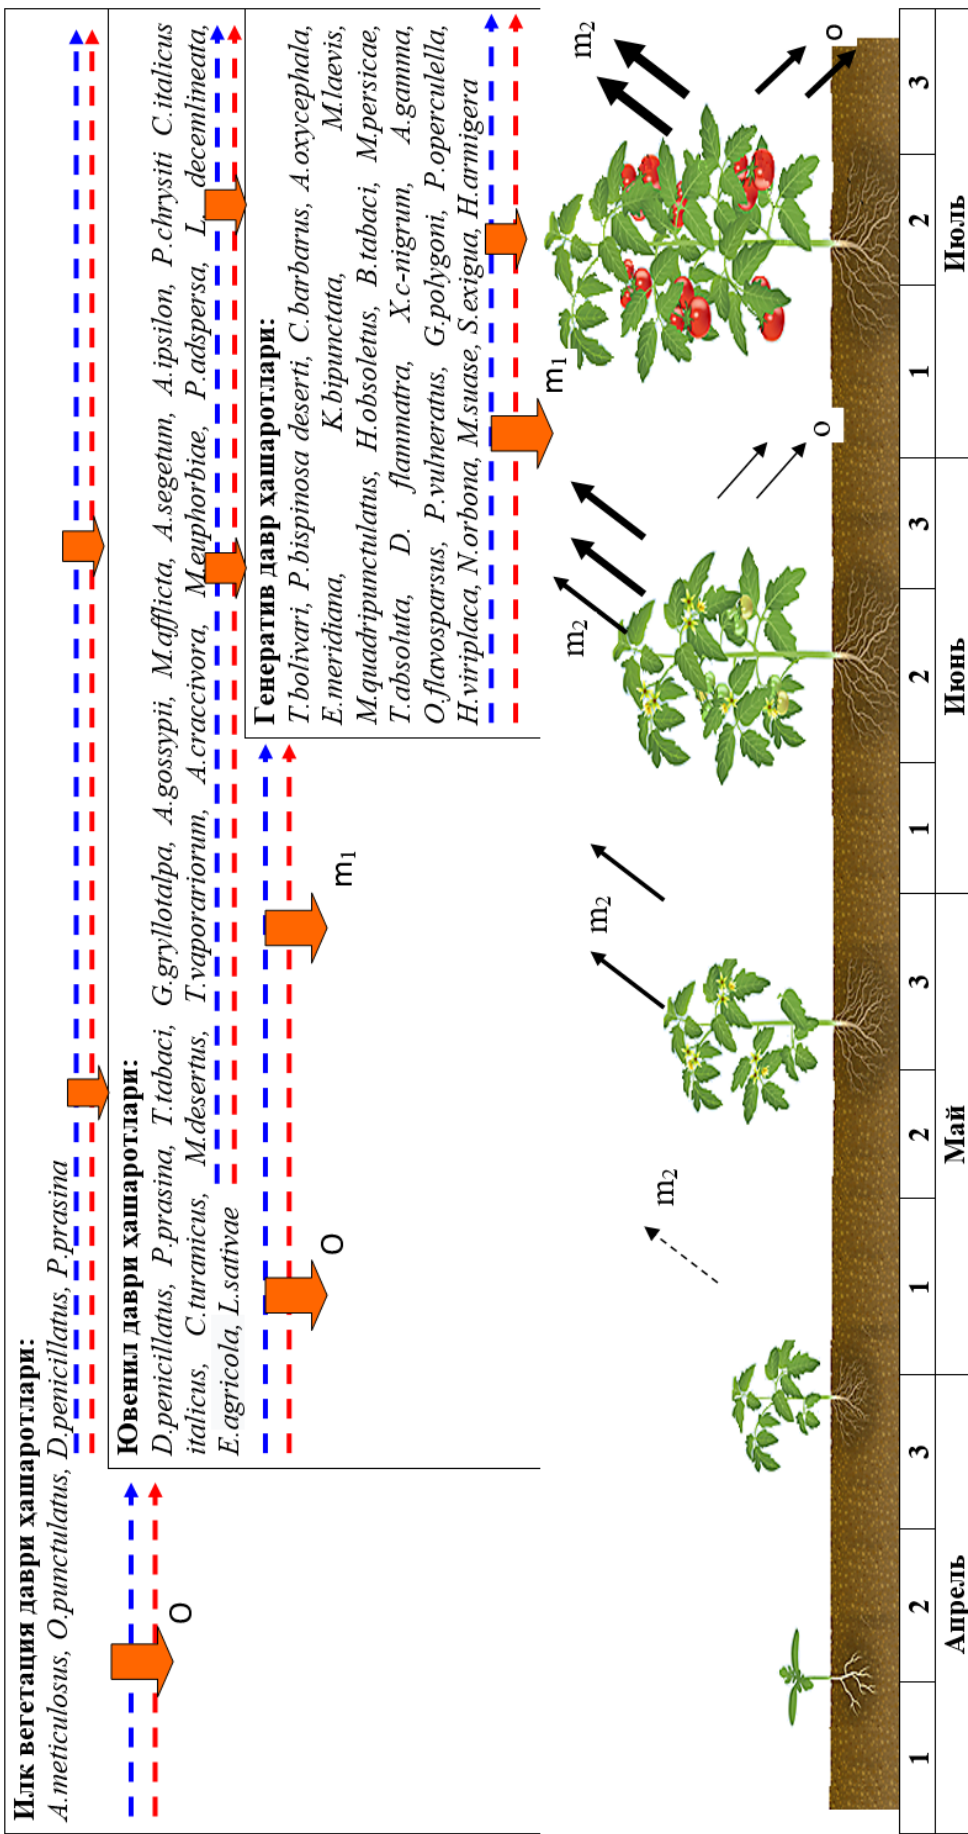 Илк вегетация даври ҳашаротлари:
A.meticulosus, O.punctulatus, D.penicillatus, P.prasina
O
Ювенил даври ҳашаротлари:
D.penicillatus, P.prasina, T.tabaci, G.gryllotalpa, A.gossypii, M.afflicta, A.segetum, A.ipsilon, P.chrysiti C.italicus
italicus, C.turanicus, M.desertus, T.vaporariorum, A.craccivora, M.euphorbiae, P.adspersa, L. decemlineata,
E.agricola, L.sativae
O
m1
Генератив давр ҳашаротлари:
T.bolivari, P.bispinosa deserti, C.barbarus, A.oxycephala,
E.meridiana, K.bipunctata, M.laevis,
M.quadripunctulatus, H.obsoletus, B.tabaci, M.persicae,
T.absoluta, D. flammatra, X.c-nigrum, A.gamma,
O.flavosparsus, P.vulneratus, G.polygoni, P.operculella,
H.viriplaca, N.orbona, M.suase, S.exigua, H.armigera
m1
m2
m2
m2
m2
o
o
1 2 3 1 2 3 1 2 3 1 2 3
Апрель Май Июнь Июль